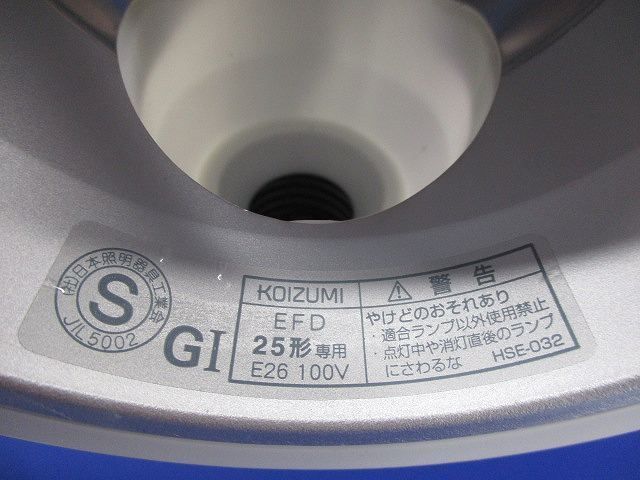 (社)日本照明器具工業会
S
JIL5002
GI
KOIZUMI
EFD
25形専用
E26 100V
⚠ 警告
やけどのおそれあり
・適合ランプ以外使用禁止
・点灯中や消灯直後のランプ
にさわるな
HSE-032